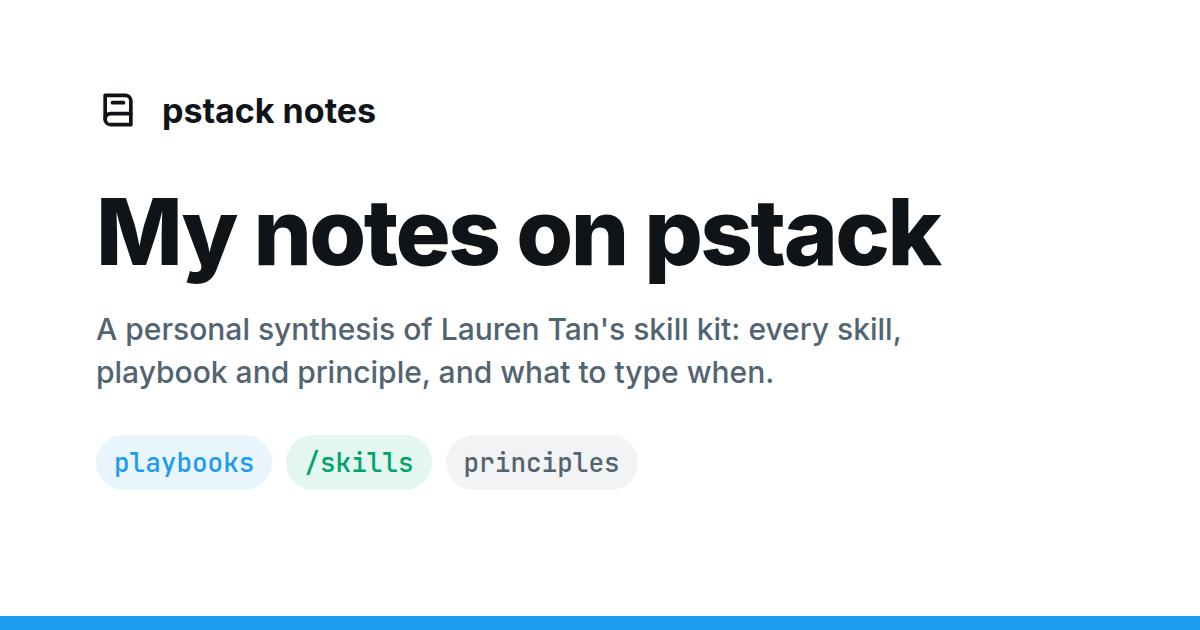 pstack notes
My notes on pstack
A personal synthesis of Lauren Tan's skill kit: every skill,
playbook and principle, and what to type when.
playbooks /skills principles